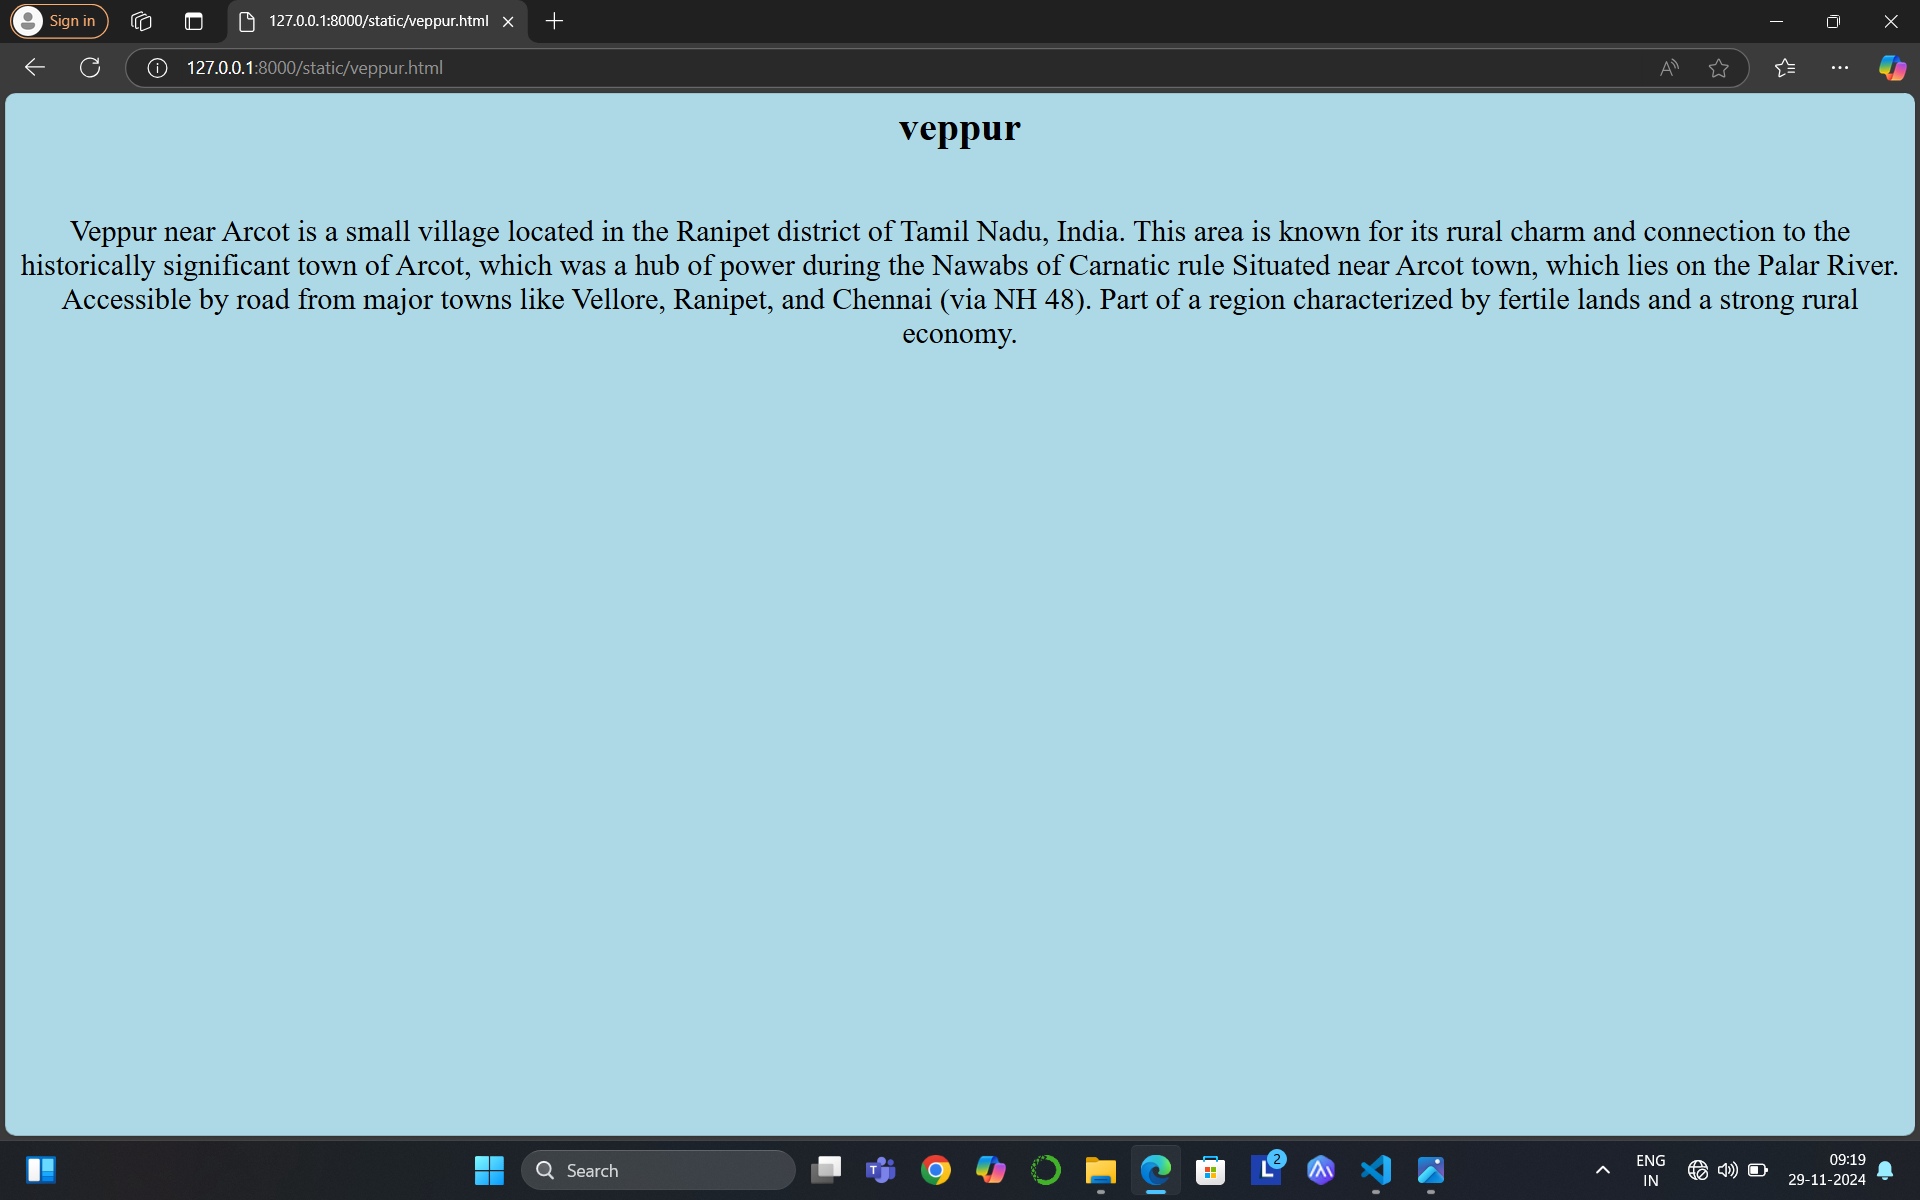 Sign in
127.0.0.1:8000/static/veppur.html
127.0.0.1:8000/static/veppur.html
veppur
Veppur near Arcot is a small village located in the Ranipet district of Tamil Nadu, India. This area is known for its rural charm and connection to the
historically significant town of Arcot, which was a hub of power during the Nawabs of Carnatic rule Situated near Arcot town, which lies on the Palar River.
Accessible by road from major towns like Vellore, Ranipet, and Chennai (via NH 48). Part of a region characterized by fertile lands and a strong rural
economy.
Search
2
ENG
IN
09:19
29-11-2024